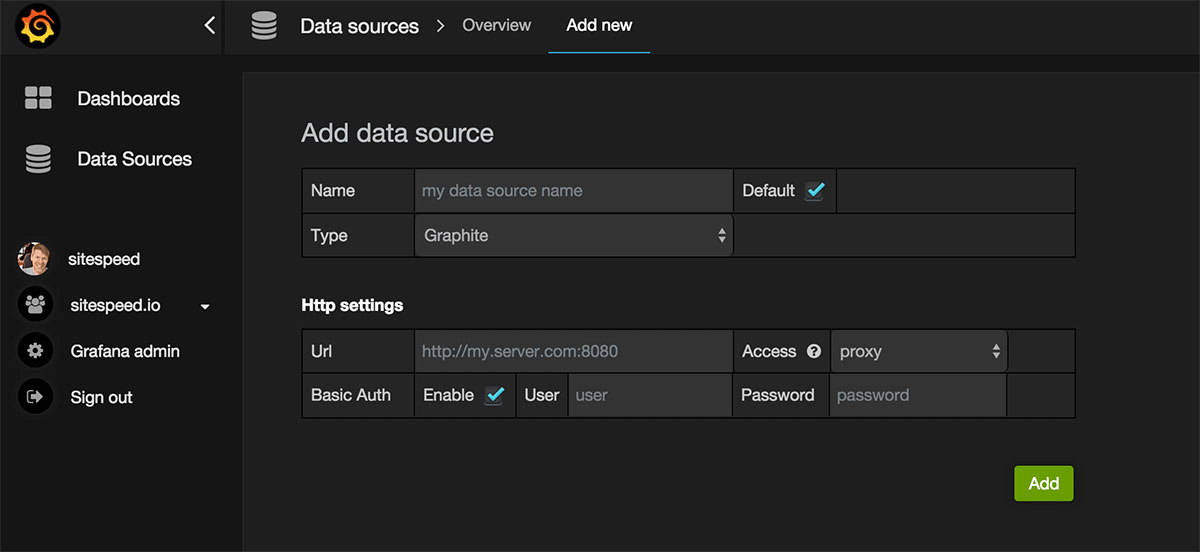 Data sources > Overview Add new
Dashboards
Data Sources
sitespeed
sitespeed.io
Grafana admin
Sign out
Add data source
Name my data source name Default
Type Graphite
Http settings
Url http://my.server.com:8080 Access ? proxy
Basic Auth Enable User user Password password
Add